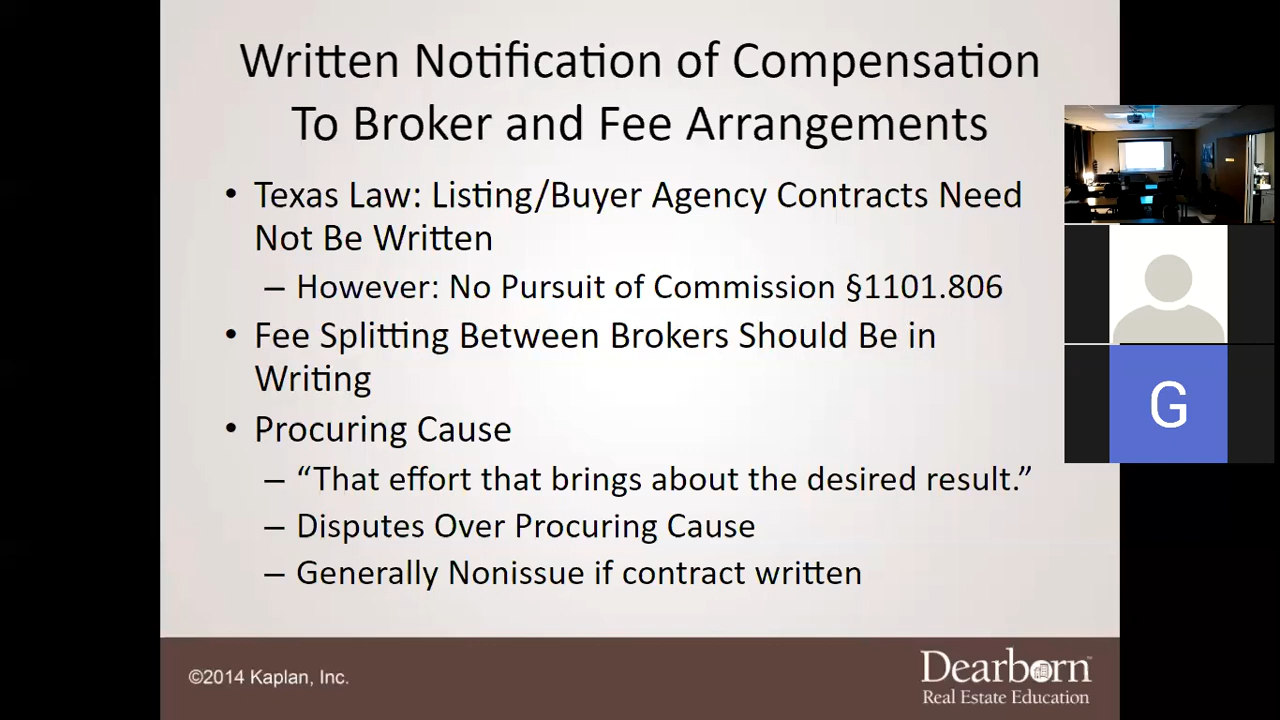 Written Notification of Compensation
To Broker and Fee Arrangements
• Texas Law: Listing/Buyer Agency Contracts Need
Not Be Written
– However: No Pursuit of Commission §1101.806
• Fee Splitting Between Brokers Should Be in
Writing
• Procuring Cause
– “That effort that brings about the desired result.”
– Disputes Over Procuring Cause
– Generally Nonissue if contract written
G
©2014 Kaplan, Inc.
Dearborn™
Real Estate Education